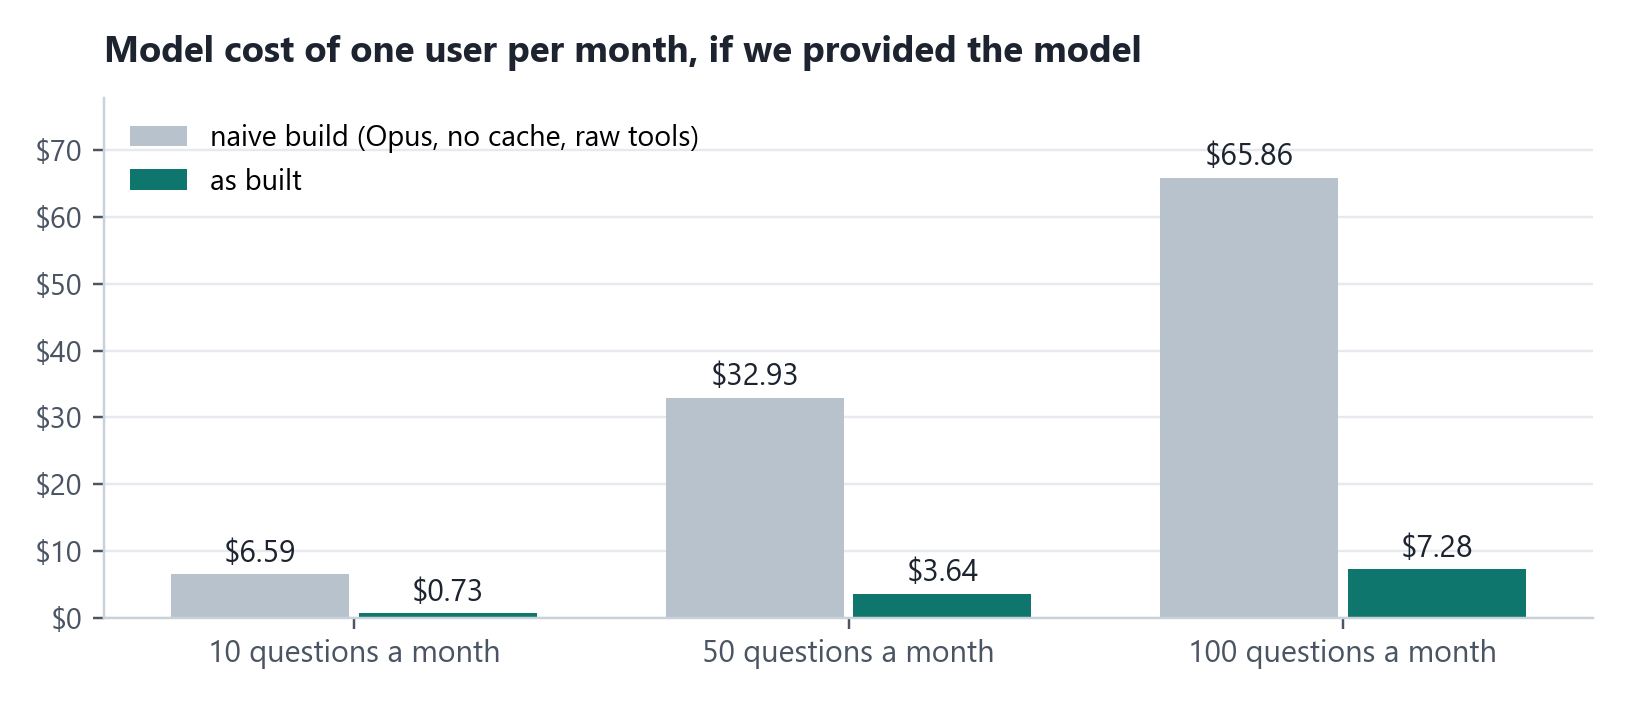 Model cost of one user per month, if we provided the model
naive build (Opus, no cache, raw tools)
as built
$70
$60
$50
$40
$30
$20
$10
$0
$6.59
$0.73
$32.93
$3.64
$65.86
$7.28
10 questions a month
50 questions a month
100 questions a month